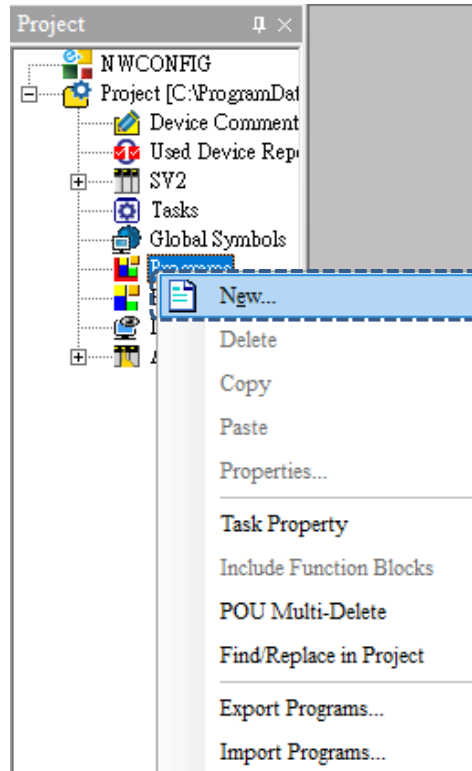 Project
NWCONFIG
Project [C:\ProgramDat
Device Comment
Used Device Rep
SV2
Tasks
Global Symbols
Programs
New...
Delete
Copy
Paste
Properties...
Task Property
Include Function Blocks
POU Multi-Delete
Find/Replace in Project
Export Programs...
Import Programs...